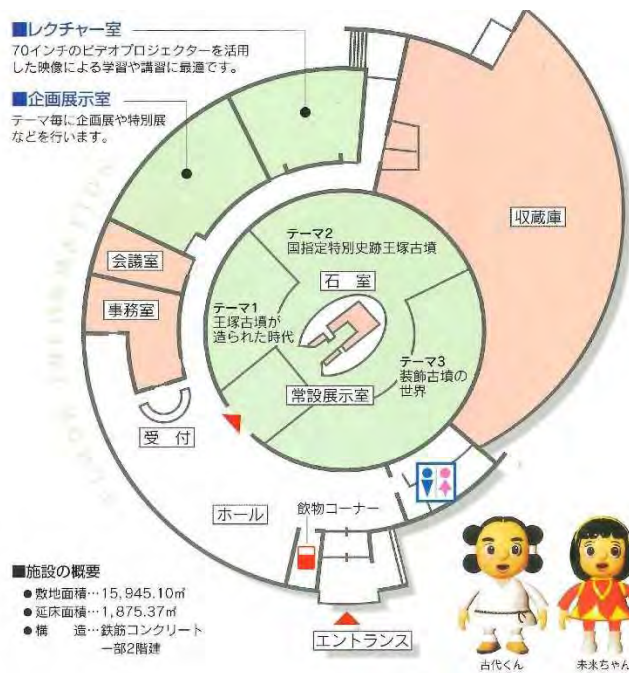 ■レクチャー室
70インチのビデオプロジェクターを活用
した映像による学習や講習に最適です。
■企画展示室
テーマ毎に企画展や特別展
などを行います。
収蔵庫
テーマ2
国指定特別史跡王塚古墳
石 室
会議室
事務室
テーマ1
王塚古墳が
造られた時代
テーマ3
装飾古墳の
世界
常設展示室
受 付
ホール
飲物コーナー
エントランス
FLOOR INFORMATION
■施設の概要
●敷地面積…15,945.10㎡
●延床面積…1,875.37㎡
●構 造…鉄筋コンクリート
一部2階建
古代くん
未来ちゃん